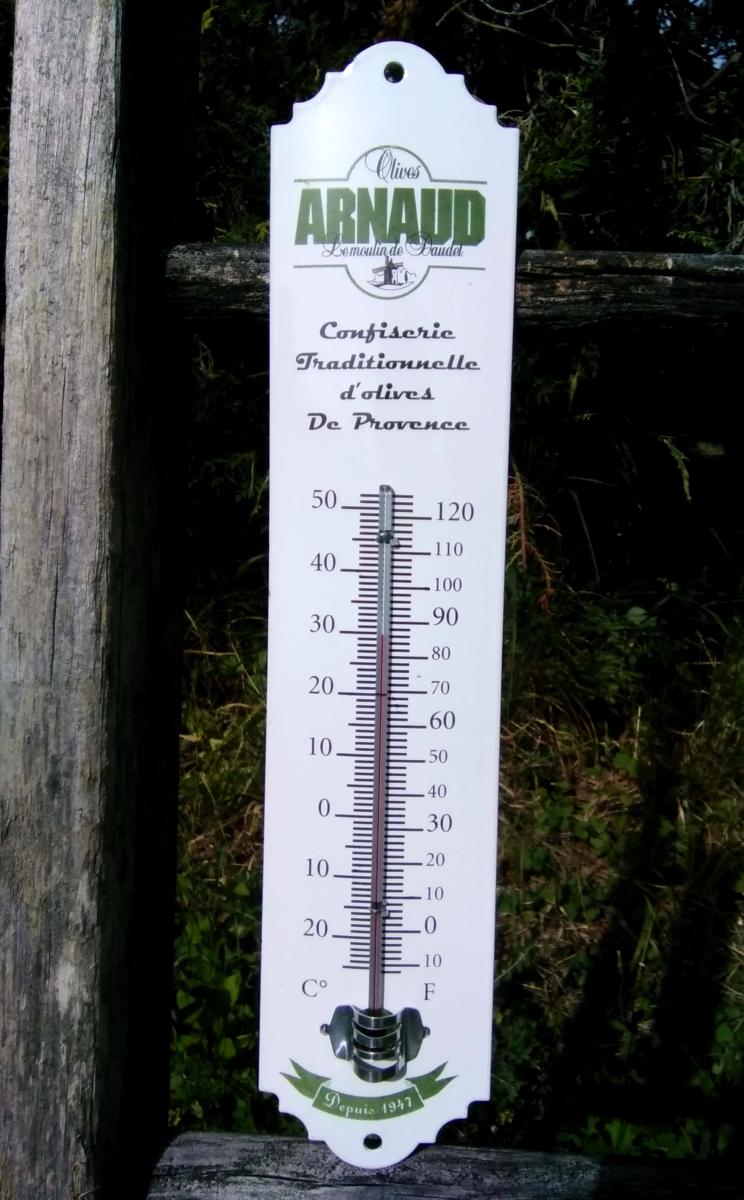 Olives
ARNAUD
Le moulin de Daudet
Confiserie
Traditionnelle
d'olives
De Provence
50 120
40 110
100
30 90
80
20 70
60
10 50
40
0 30
20
10 10
20 0
10
C° F
Depuis 1947